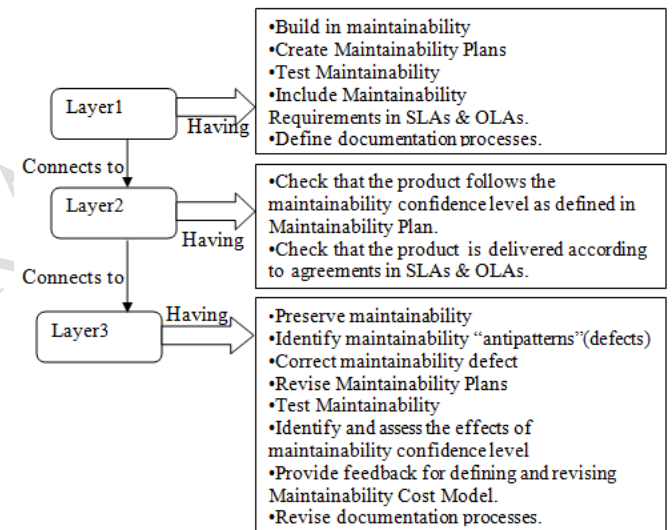 •Build in maintainability
•Create Maintainability Plans
•Test Maintainability
•Include Maintainability
Requirements in SLAs & OLAs.
•Define documentation processes.
Layer1
Having
Connects to
•Check that the product follows the
maintainability confidence level as defined in
Maintainability Plan.
•Check that the product is delivered according
to agreements in SLAs & OLAs.
Layer2
Having
Connects to
Having
Layer3
•Preserve maintainability
•Identify maintainability “antipatterns”(defects)
•Correct maintainability defect
•Revise Maintainability Plans
•Test Maintainability
•Identify and assess the effects of
maintainability confidence level
•Provide feedback for defining and revising
Maintainability Cost Model.
•Revise documentation processes.